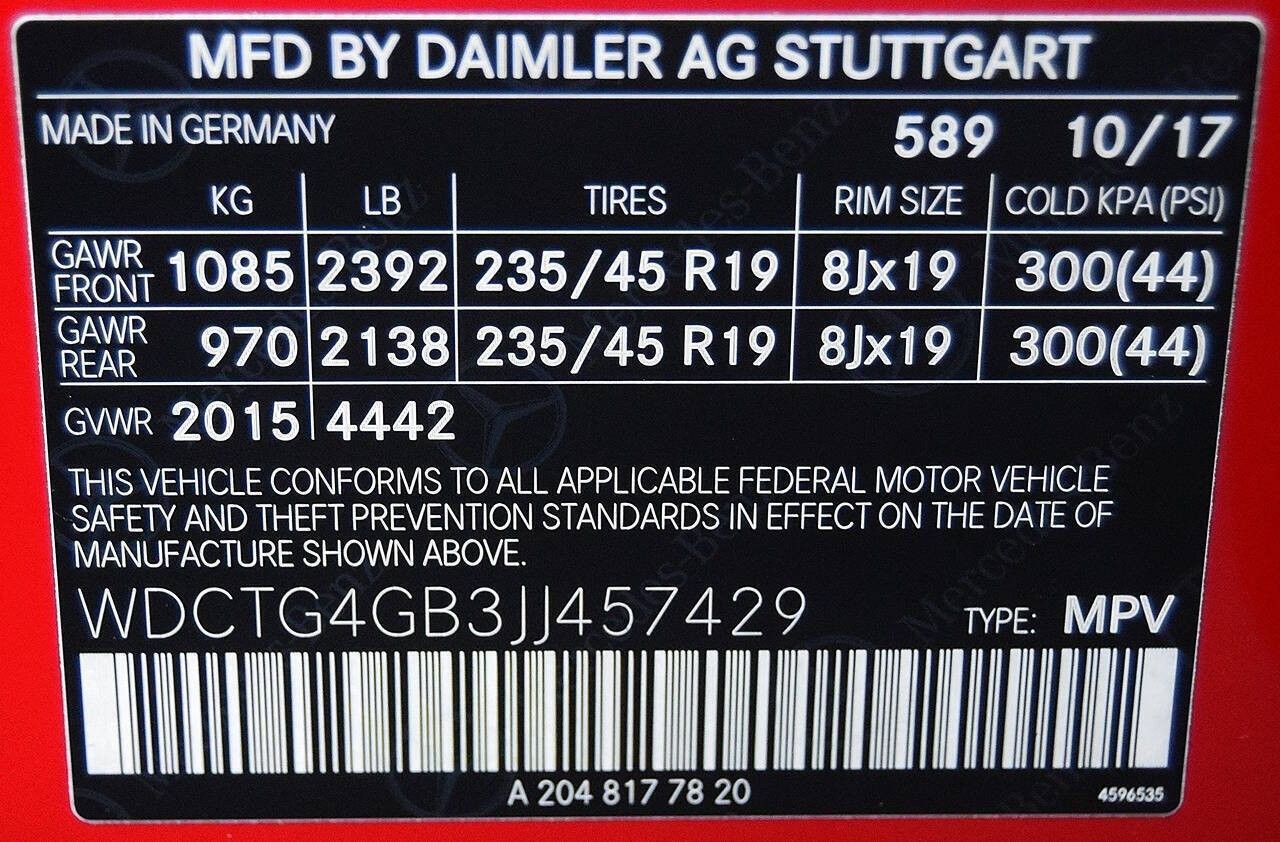 MFD BY DAIMLER AG STUTTGART
MADE IN GERMANY 589 10/17
KG LB TIRES RIM SIZE COLD KPA (PSI)
GAWR FRONT 1085 2392 235/45 R19 8Jx19 300(44)
GAWR REAR 970 2138 235/45 R19 8Jx19 300(44)
GVWR 2015 4442
THIS VEHICLE CONFORMS TO ALL APPLICABLE FEDERAL MOTOR VEHICLE
SAFETY AND THEFT PREVENTION STANDARDS IN EFFECT ON THE DATE OF
MANUFACTURE SHOWN ABOVE.
WDCTG4GB3JJ457429 TYPE: MPV
A 204 817 78 20 4596535